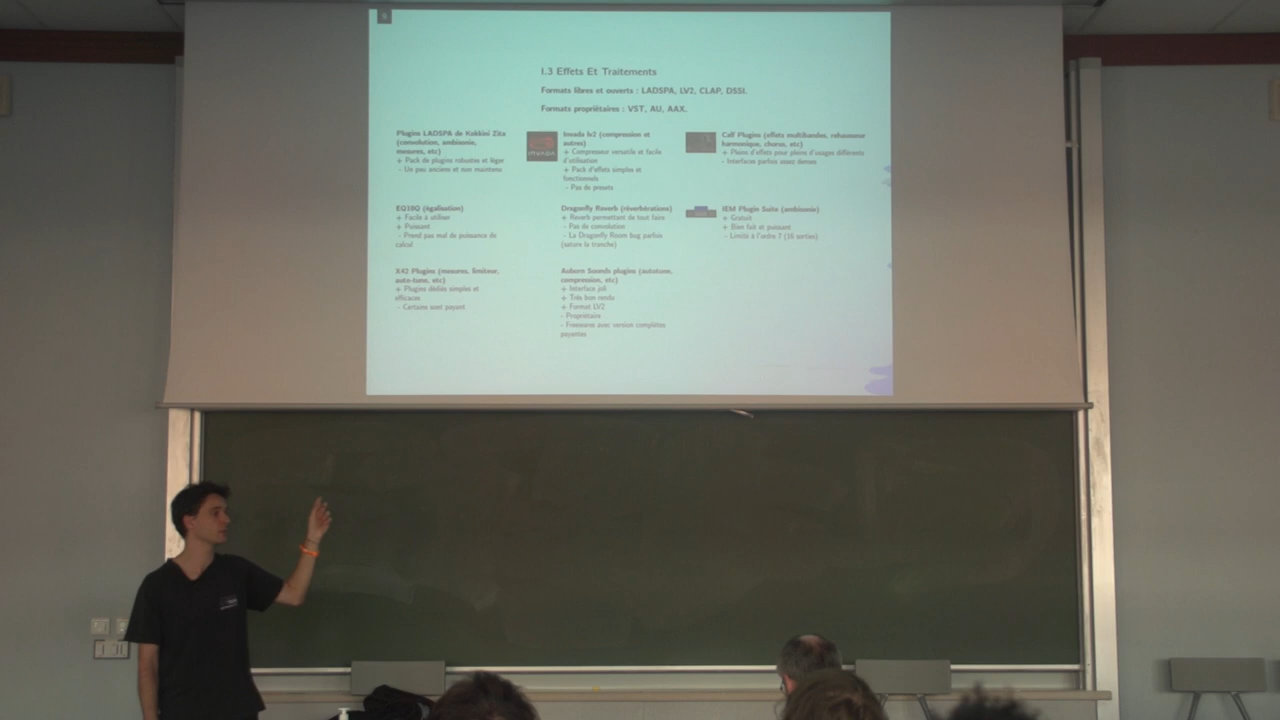 9
I.3 Effets Et Traitements
Formats libres et ouverts : LADSPA, LV2, CLAP, DSSI.
Formats propriétaires : VST, AU, AAX.
Plugins LADSPA de Kokkini Zita
(convolution, ambisonie,
mesures, etc)
+ Pack de plugins robustes et léger
- Un peu anciens et non maintenu
Invada lv2 (compression et
autres)
+ Compresseur versatile et facile
d'utilisation
+ Pack d'effets simples et
fonctionnels
- Pas de presets
Calf Plugins (effets multibandes, rehausseur
harmonique, chorus, etc)
+ Pleins d'effets pour pleins d'usages différents
- Interfaces parfois assez denses
EQ10Q (égalisation)
+ Facile à utiliser
+ Puissant
- Prend pas mal de puissance de
calcul
Dragonfly Reverb (réverbérations)
+ Reverb permettant de tout faire
- Pas de convolution
- La Dragonfly Room bug parfois
(sature la tranche)
IEM Plugin Suite (ambisonie)
+ Gratuit
+ Bien fait et puissant
- Limité à l'ordre 7 (16 sorties)
X42 Plugins (mesures, limiteur,
auto-tune, etc)
+ Plugins dédiés simples et
efficaces
- Certains sont payant
Auburn Sounds plugins (autotune,
compression, etc)
+ Interface joli
+ Très bon rendu
+ Format LV2
- Propriétaire
- Freewares avec version complètes
payantes